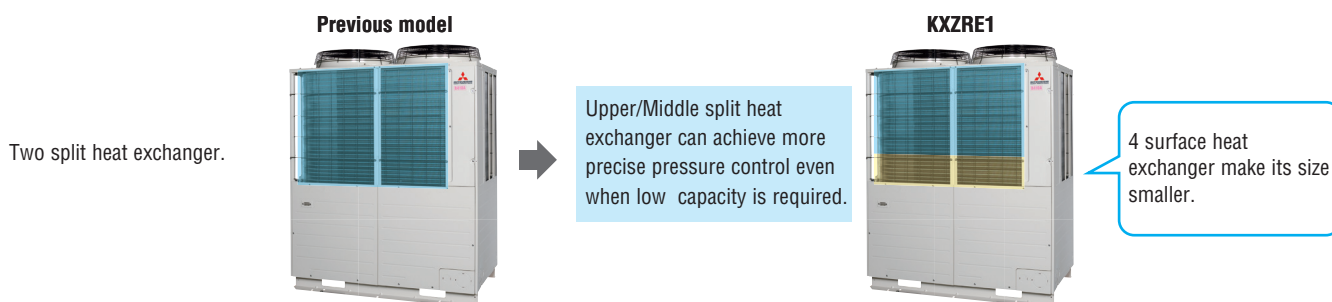 Previous model
KXZRE1
Two split heat exchanger.
Upper/Middle split heat
exchanger can achieve more
precise pressure control even
when low capacity is required.
4 surface heat
exchanger make its size
smaller.